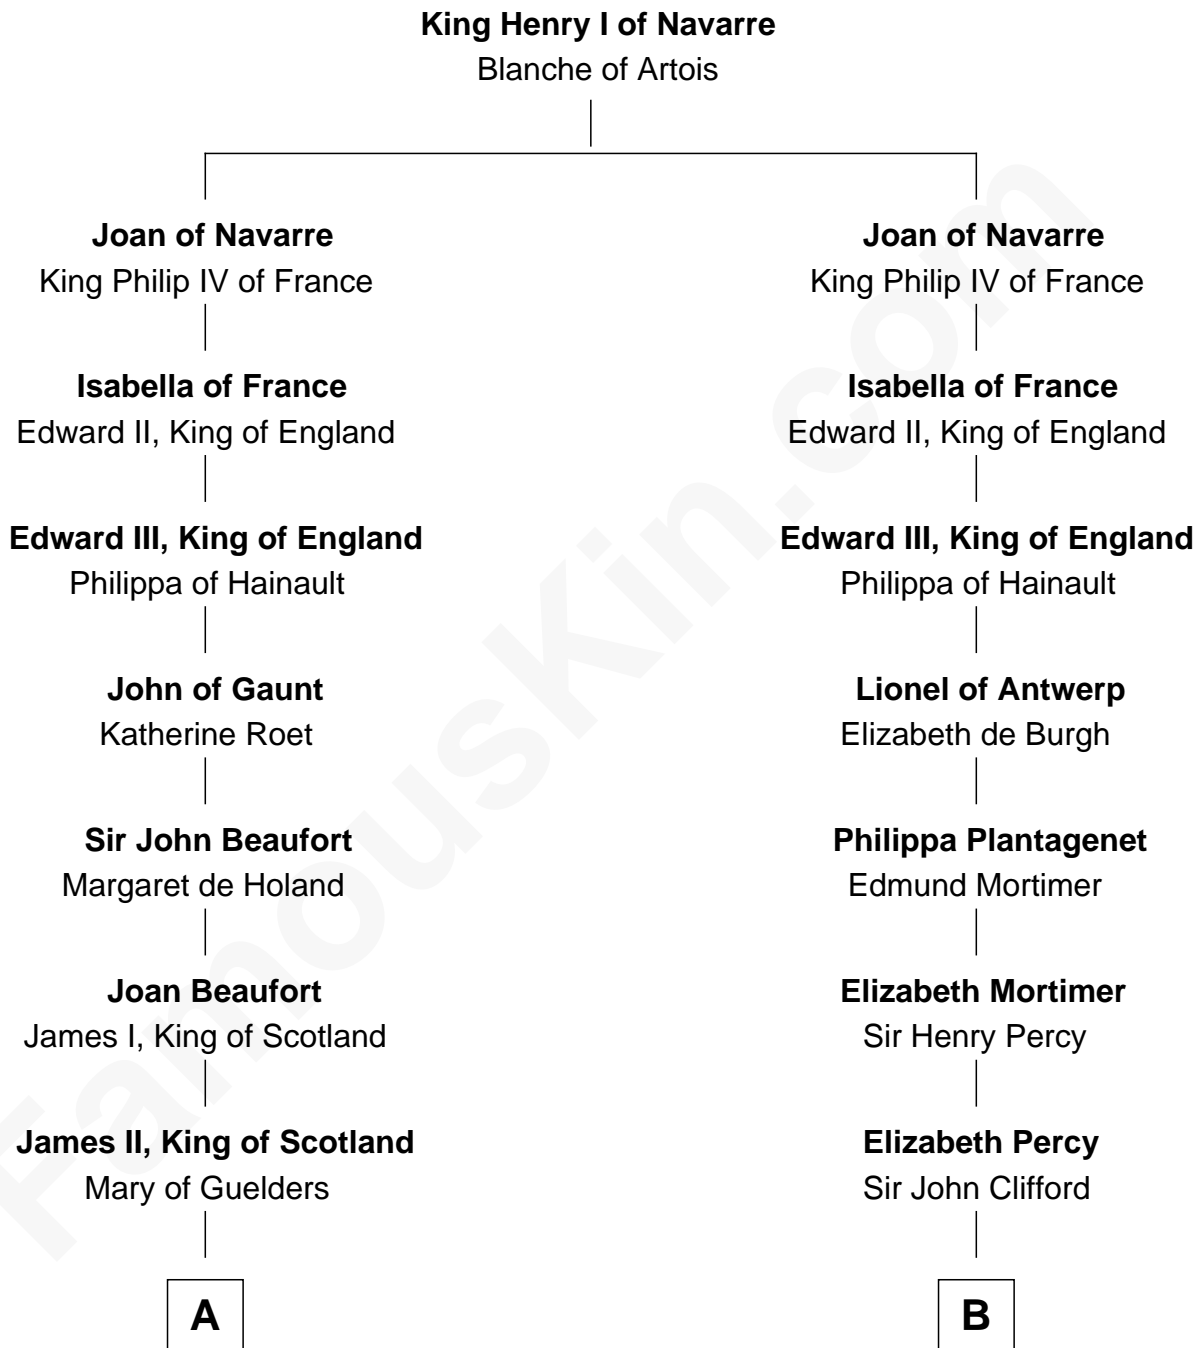 King Henry I of Navarre
Blanche of Artois
Joan of Navarre
King Philip IV of France
Isabella of France
Edward II, King of England
Edward III, King of England
Philippa of Hainault
John of Gaunt
Katherine Roet
Sir John Beaufort
Margaret de Holand
Joan Beaufort
James I, King of Scotland
James II, King of Scotland
Mary of Guelders
A
Joan of Navarre
King Philip IV of France
Isabella of France
Edward II, King of England
Edward III, King of England
Philippa of Hainault
Lionel of Antwerp
Elizabeth de Burgh
Philippa Plantagenet
Edmund Mortimer
Elizabeth Mortimer
Sir Henry Percy
Elizabeth Percy
Sir John Clifford
B
FamousKin.com